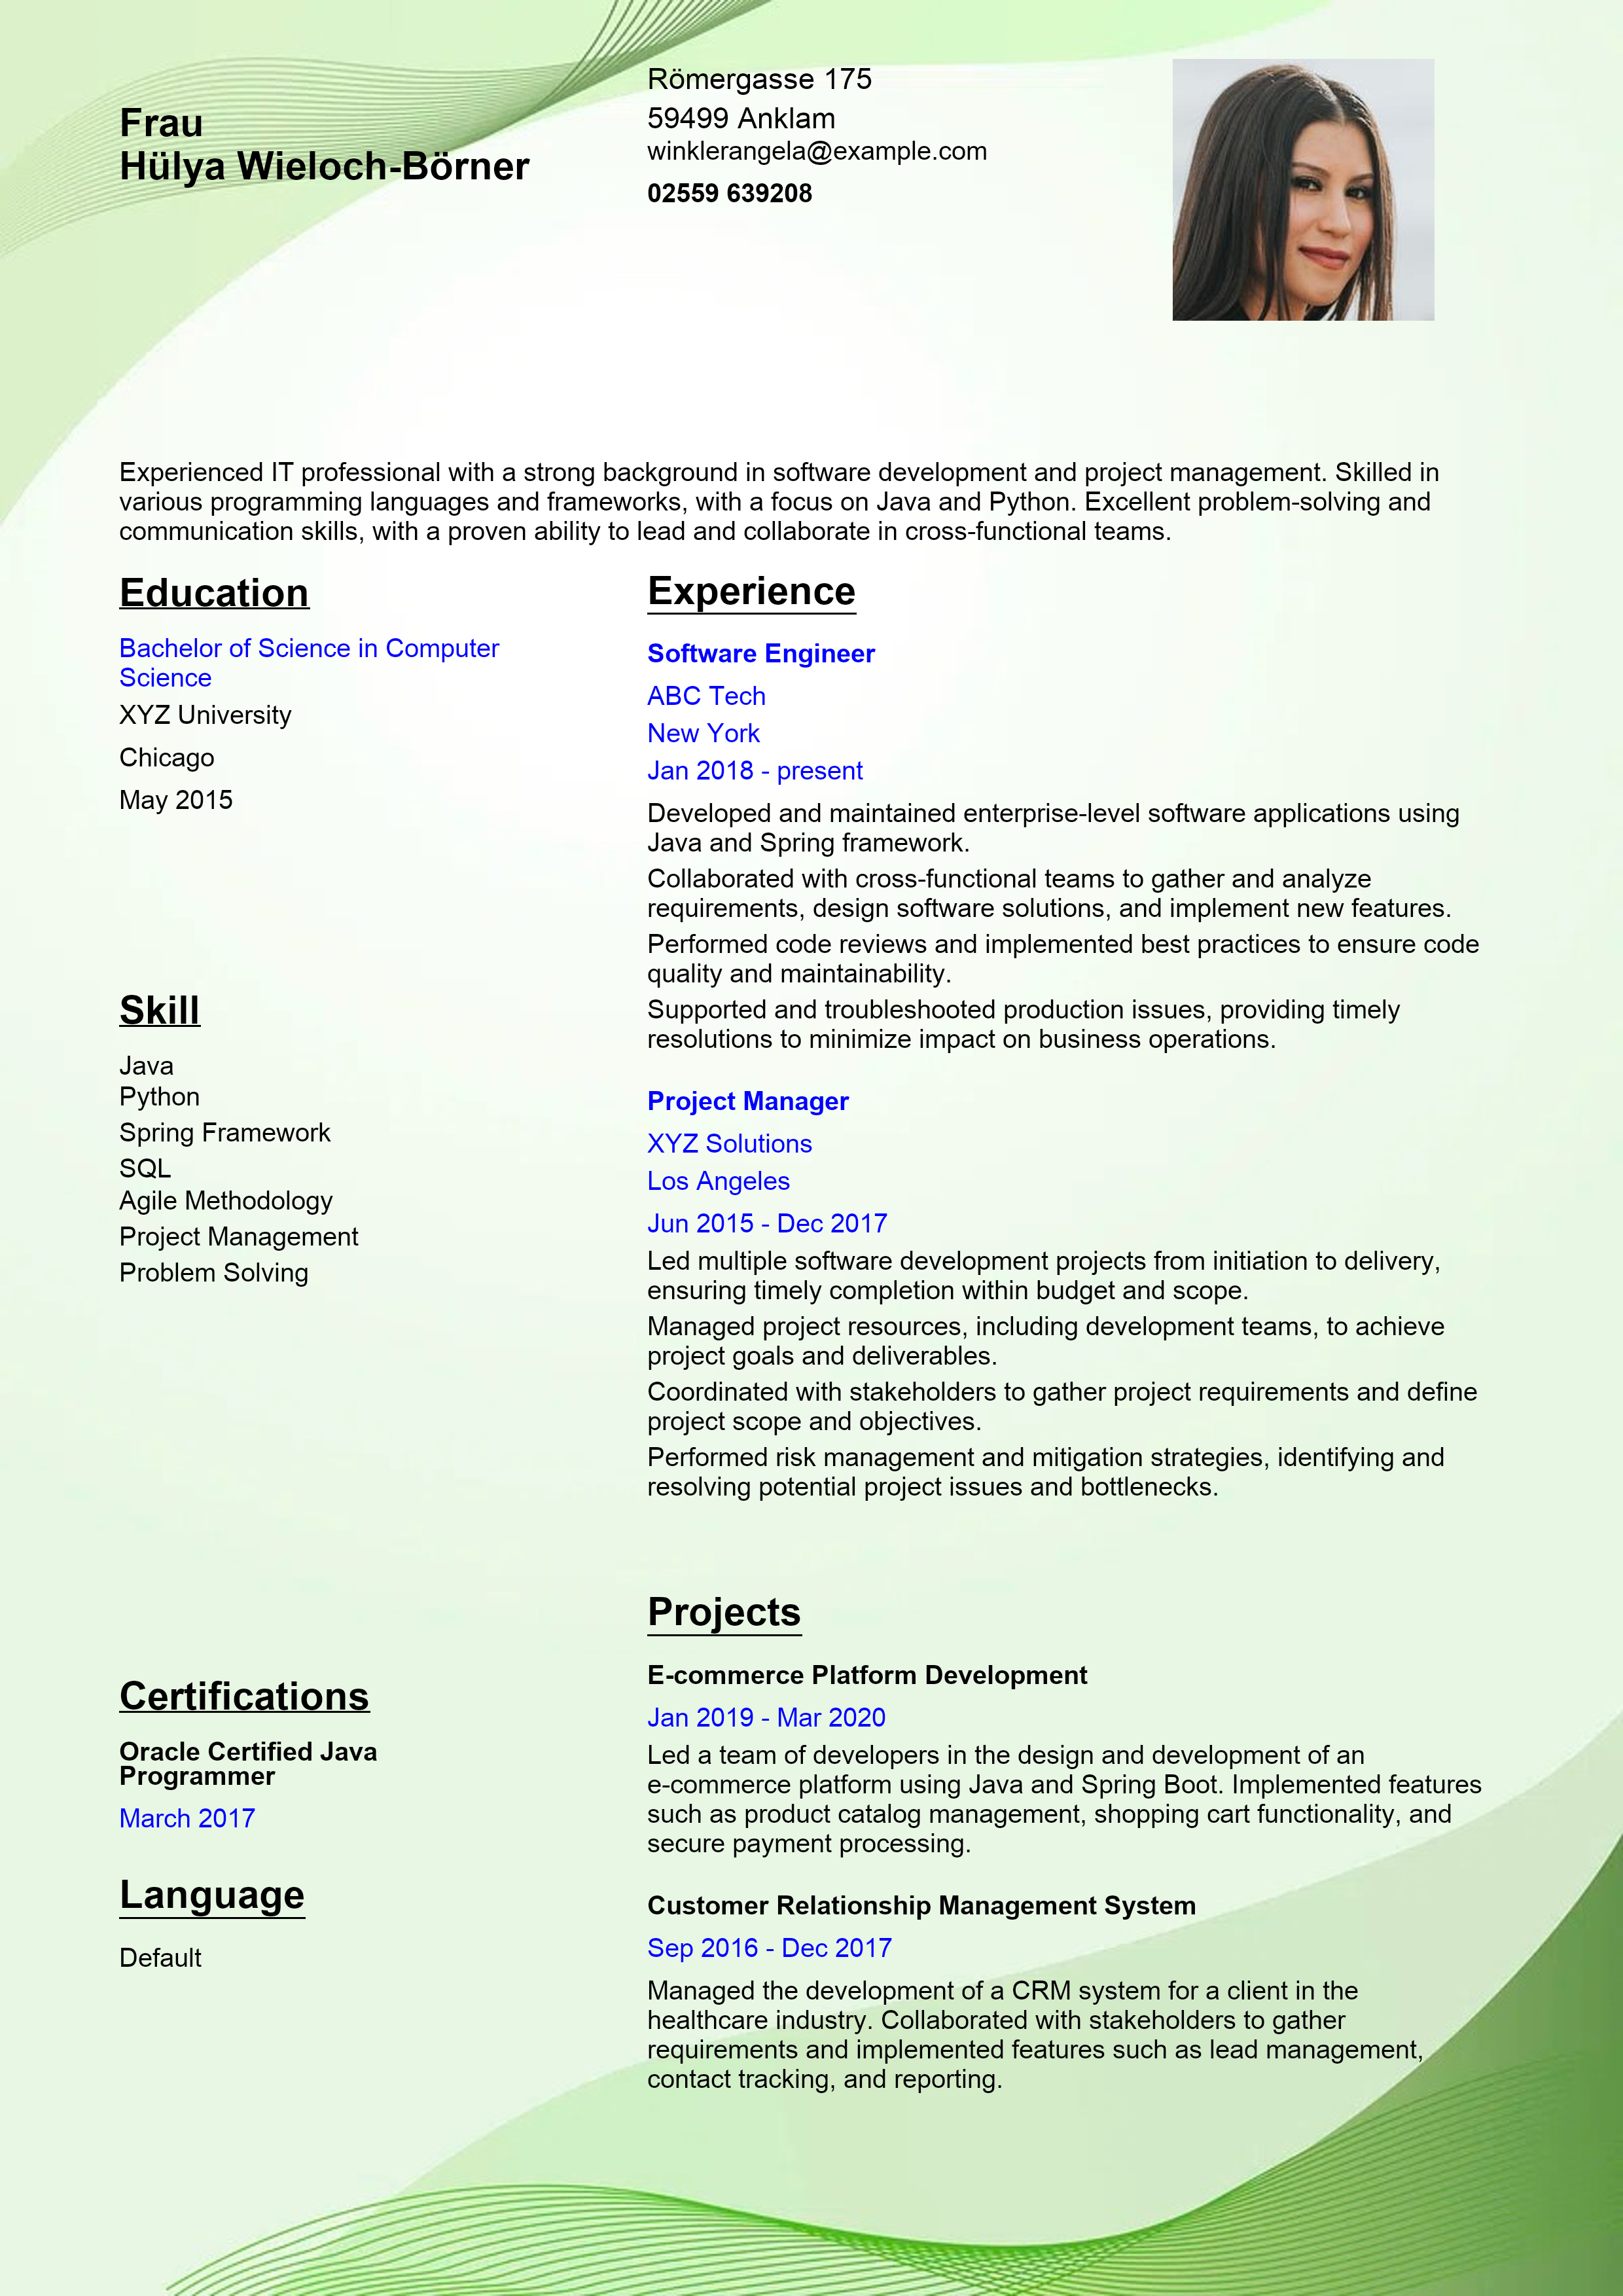 Frau
Hülya Wieloch-Börner
Römergasse 175
59499 Anklam
winklerangela@example.com
02559 639208
Experienced IT professional with a strong background in software development and project management. Skilled in
various programming languages and frameworks, with a focus on Java and Python. Excellent problem-solving and
communication skills, with a proven ability to lead and collaborate in cross-functional teams.
Education
Bachelor of Science in Computer
Science
XYZ University
Chicago
May 2015
Skill
Java
Python
Spring Framework
SQL
Agile Methodology
Project Management
Problem Solving
Certifications
Oracle Certified Java
Programmer
March 2017
Language
Default
Experience
Software Engineer
ABC Tech
New York
Jan 2018 - present
Developed and maintained enterprise-level software applications using
Java and Spring framework.
Collaborated with cross-functional teams to gather and analyze
requirements, design software solutions, and implement new features.
Performed code reviews and implemented best practices to ensure code
quality and maintainability.
Supported and troubleshooted production issues, providing timely
resolutions to minimize impact on business operations.
Project Manager
XYZ Solutions
Los Angeles
Jun 2015 - Dec 2017
Led multiple software development projects from initiation to delivery,
ensuring timely completion within budget and scope.
Managed project resources, including development teams, to achieve
project goals and deliverables.
Coordinated with stakeholders to gather project requirements and define
project scope and objectives.
Performed risk management and mitigation strategies, identifying and
resolving potential project issues and bottlenecks.
Projects
E-commerce Platform Development
Jan 2019 - Mar 2020
Led a team of developers in the design and development of an
e-commerce platform using Java and Spring Boot. Implemented features
such as product catalog management, shopping cart functionality, and
secure payment processing.
Customer Relationship Management System
Sep 2016 - Dec 2017
Managed the development of a CRM system for a client in the
healthcare industry. Collaborated with stakeholders to gather
requirements and implemented features such as lead management,
contact tracking, and reporting.